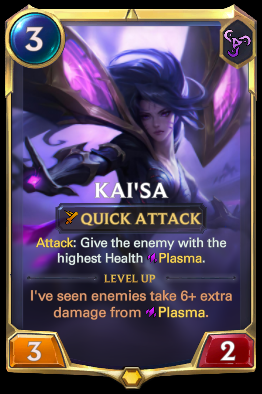 3
KAI'SA
QUICK ATTACK
Attack: Give the enemy with the
highest Health Plasma.
LEVEL UP
I've seen enemies take 6+ extra
damage from Plasma.
3
2